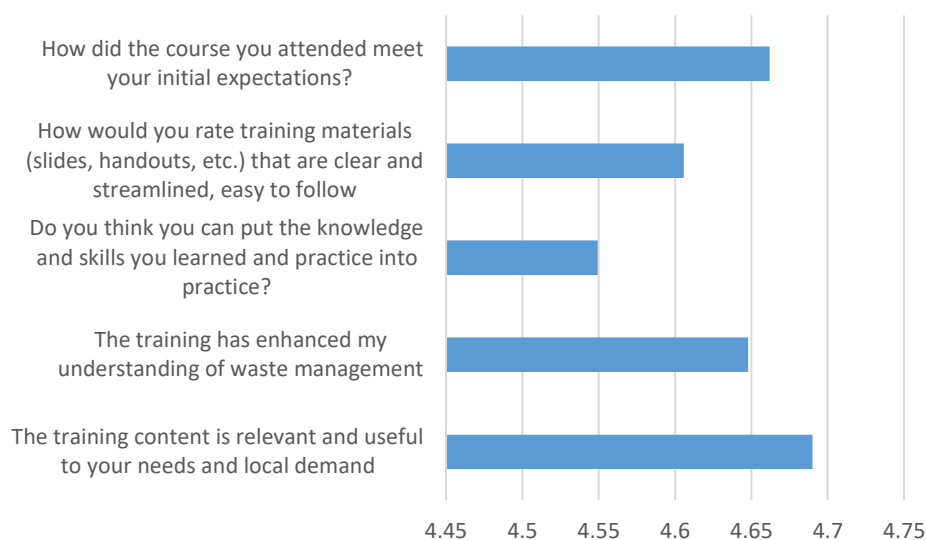 How did the course you attended meet
your initial expectations?
How would you rate training materials
(slides, handouts, etc.) that are clear and
streamlined, easy to follow
Do you think you can put the knowledge
and skills you learned and practice into
practice?
The training has enhanced my
understanding of waste management
The training content is relevant and useful
to your needs and local demand
4.45 4.5 4.55 4.6 4.65 4.7 4.75